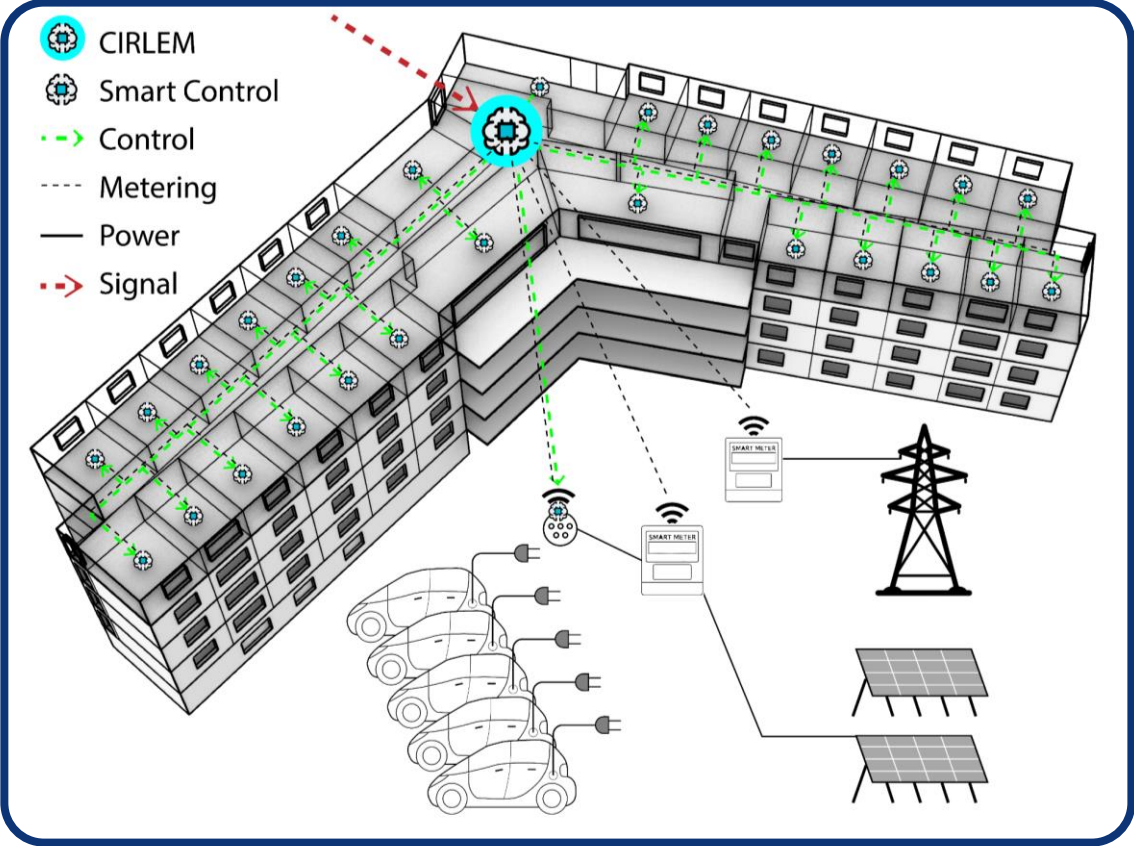 CIRLEM
Smart Control
Control
Metering
Power
Signal
SMART METER
SMART METER